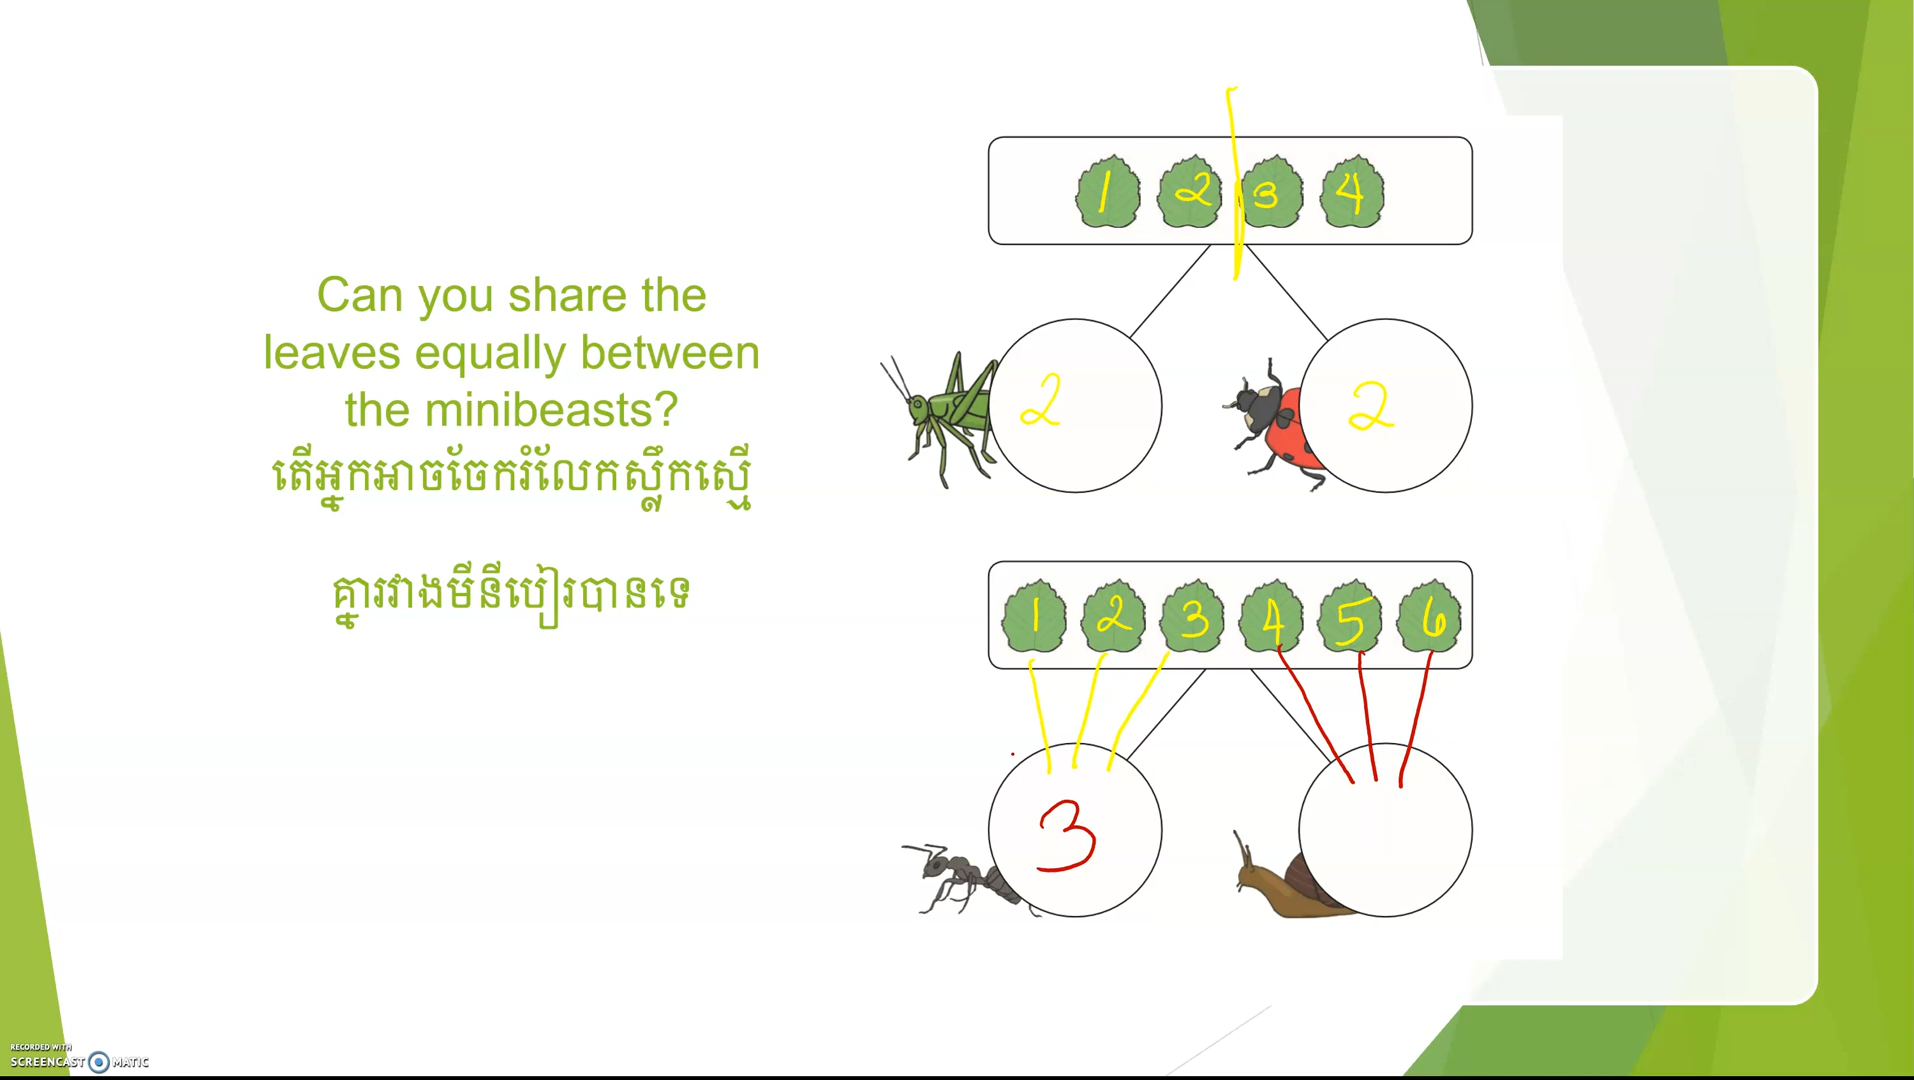 Can you share the
leaves equally between
the minibeasts?
តើអ្នកអាចចែករំលែកស្លឹកស្មើ
គ្នារវាងមីនីបៀរបានទេ
1 2 3 4
2 2
1 2 3 4 5 6
3
RECORDED WITH
SCREENCAST MATIC